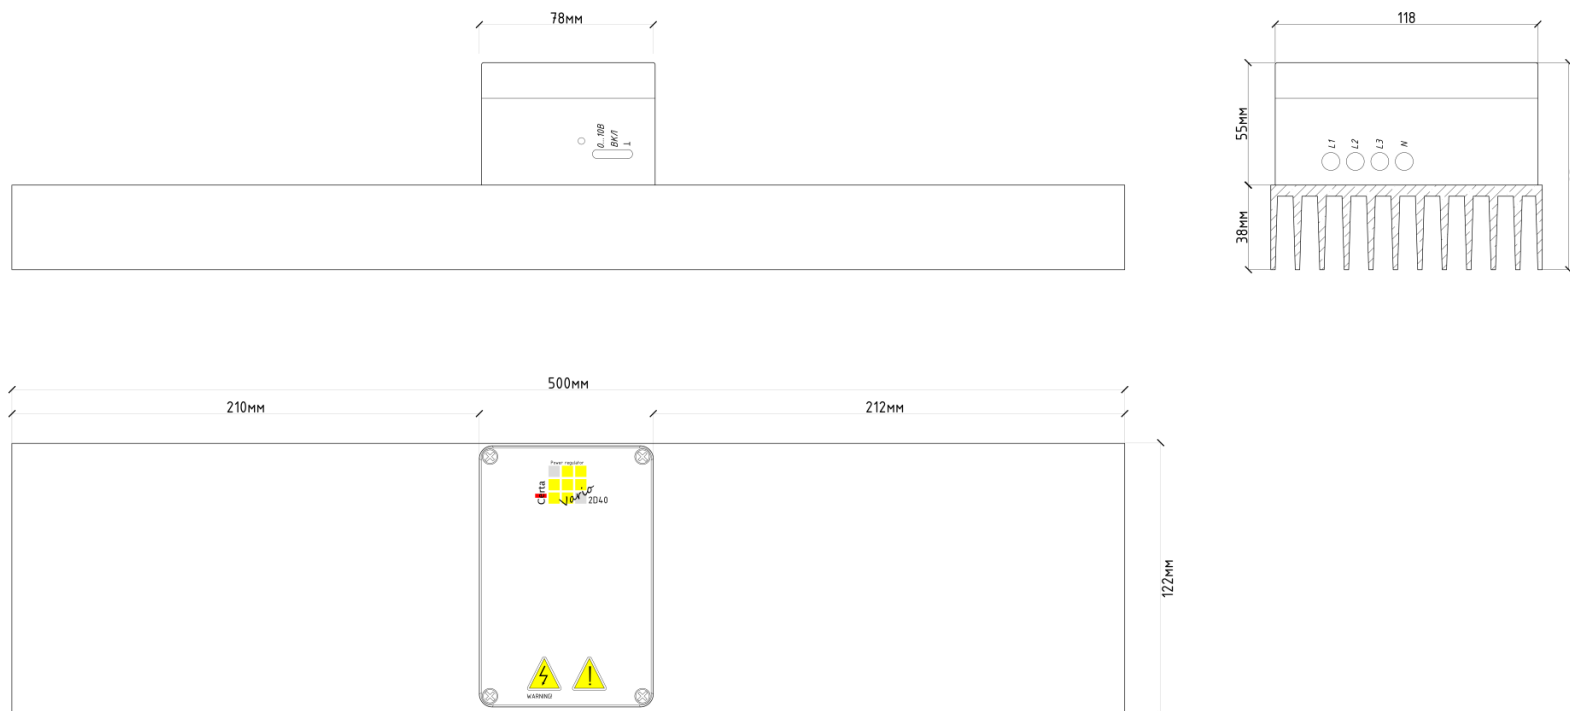 78мм
118
0...10В
ВКЛ
⊥
55мм
L1
L2
L3
N
38мм
500мм
210мм
212мм
Power regulator
Certa
Vario
2D40
122мм
WARNING!